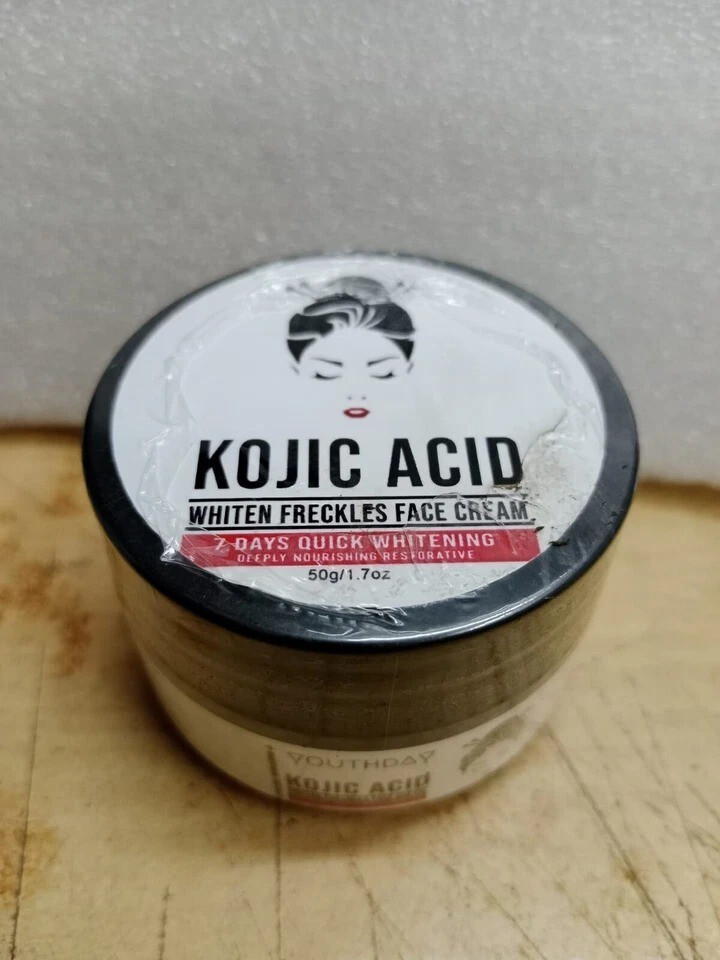 KOJIC ACID
WHITEN FRECKLES FACE CREAM
7 DAYS QUICK WHITENING
DEEPLY NOURISHING RESTORATIVE
50g/1.7oz
YOUTHDAY
KOJIC ACID